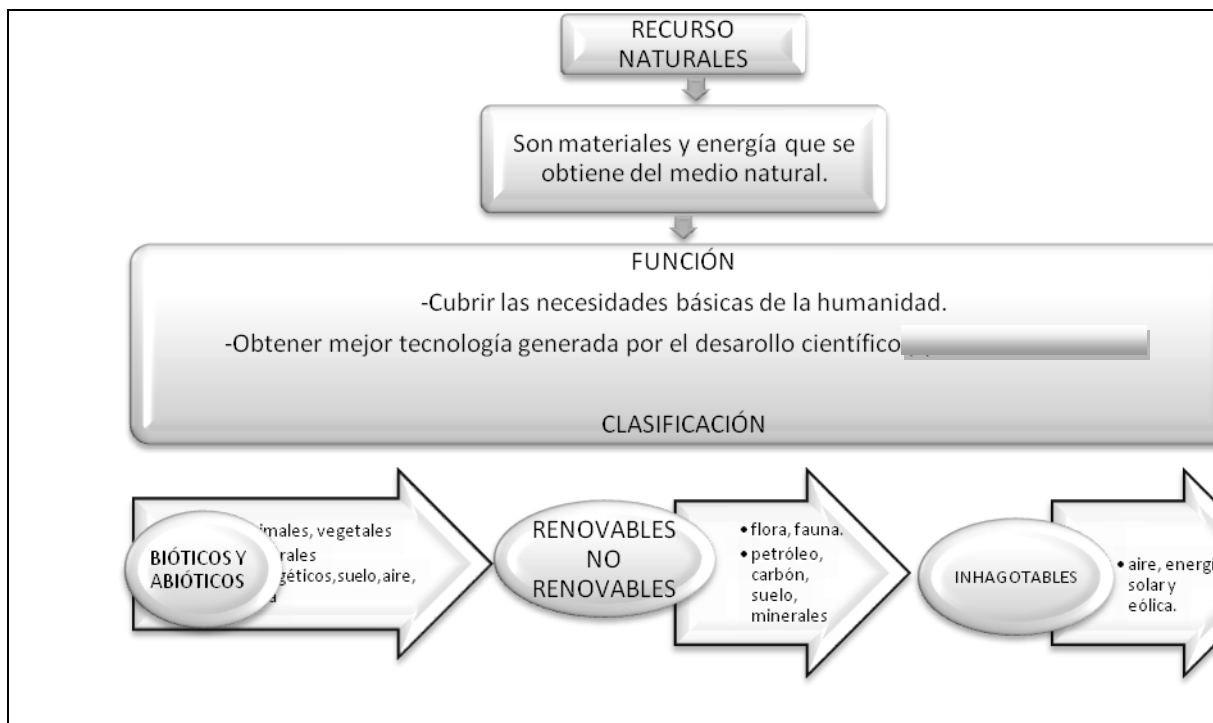 RECURSO
NATURALES
Son materiales y energía que se
obtiene del medio natural.
FUNCIÓN
-Cubrir las necesidades básicas de la humanidad.
-Obtener mejor tecnología generada por el desarollo científico
CLASIFICACIÓN
BIÓTICOS Y
ABIÓTICOS
vegetales
suelo, aire,
RENOVABLES
NO
RENOVABLES
• flora, fauna.
• petróleo,
carbón,
suelo,
minerales
INHAGOTABLES
• aire,
solar y
eólica.